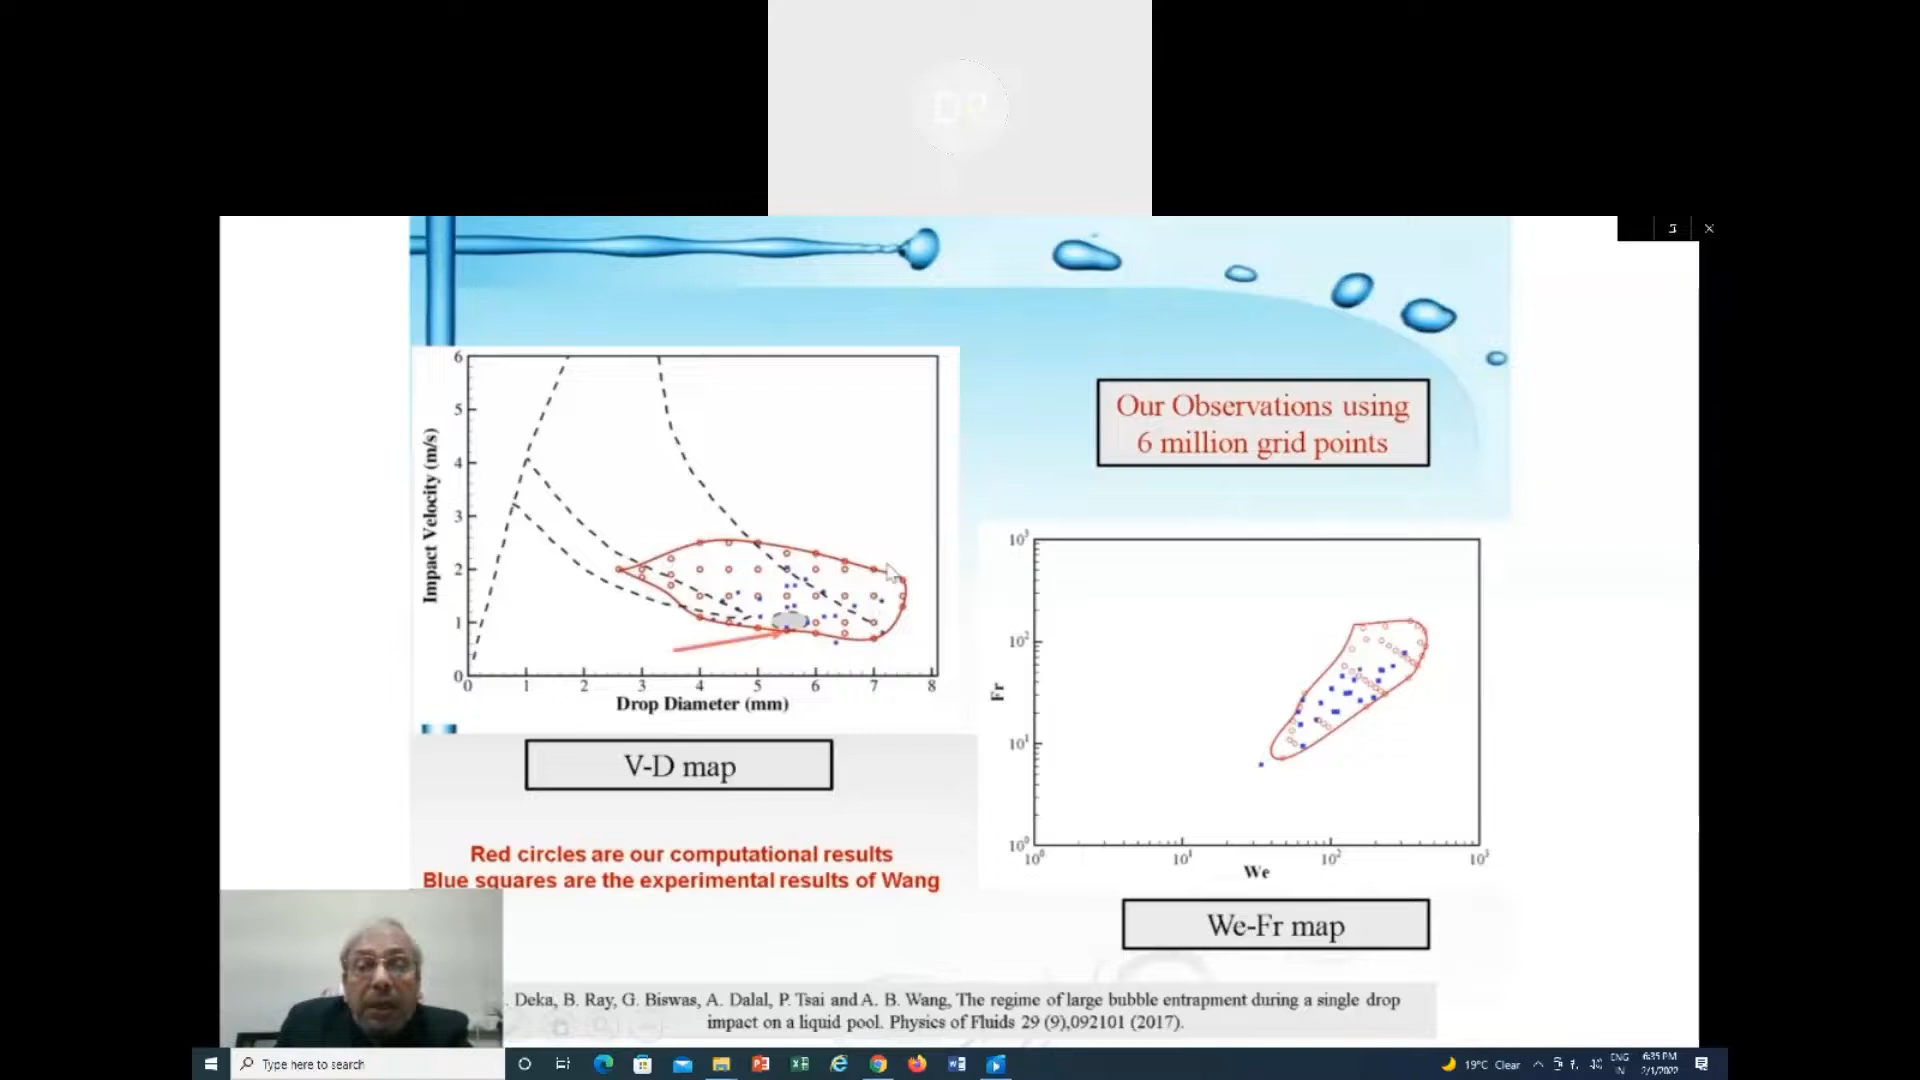 DP
Our Observations using
6 million grid points
6
5
4
3
2
1
0
0 1 2 3 4 5 6 7 8
Impact Velocity (m/s)
Drop Diameter (mm)
V-D map
10³
10²
10¹
10⁰
10⁰ 10¹ 10² 10³
Fr
We
We-Fr map
Red circles are our computational results
Blue squares are the experimental results of Wang
Deka, B. Ray, G. Biswas, A. Dalal, P. Tsai and A. B. Wang, The regime of large bubble entrapment during a single drop
impact on a liquid pool. Physics of Fluids 29 (9),092101 (2017).
Type here to search
19°C Clear
ENG
IN
6:35 PM
2/1/2022